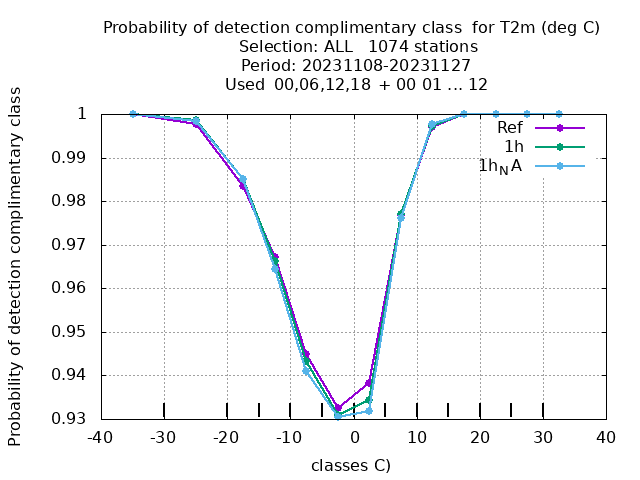 Probability of detection complimentary class  for T2m (deg C)
Selection: ALL   1074 stations
Period: 20231108-20231127
Used  00,06,12,18  + 00 01 ... 12
Probability of detection complimentary class
1
0.99
0.98
0.97
0.96
0.95
0.94
0.93
Ref
1h
1h_NA
-40 -30 -20 -10 0 10 20 30 40
classes C)